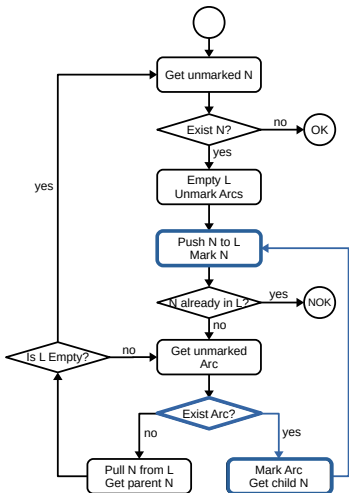 Get unmarked N
Exist N?
no
OK
yes
Empty L
Unmark Arcs
yes
Push N to L
Mark N
N already in L?
yes
NOK
no
Is L Empty?
no
Get unmarked
Arc
Exist Arc?
no
yes
Pull N from L
Get parent N
Mark Arc
Get child N